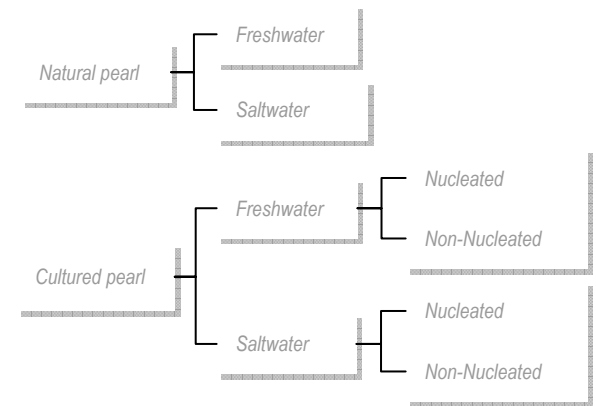 Natural pearl
Freshwater
Saltwater
Cultured pearl
Freshwater
Nucleated
Non-Nucleated
Saltwater
Nucleated
Non-Nucleated